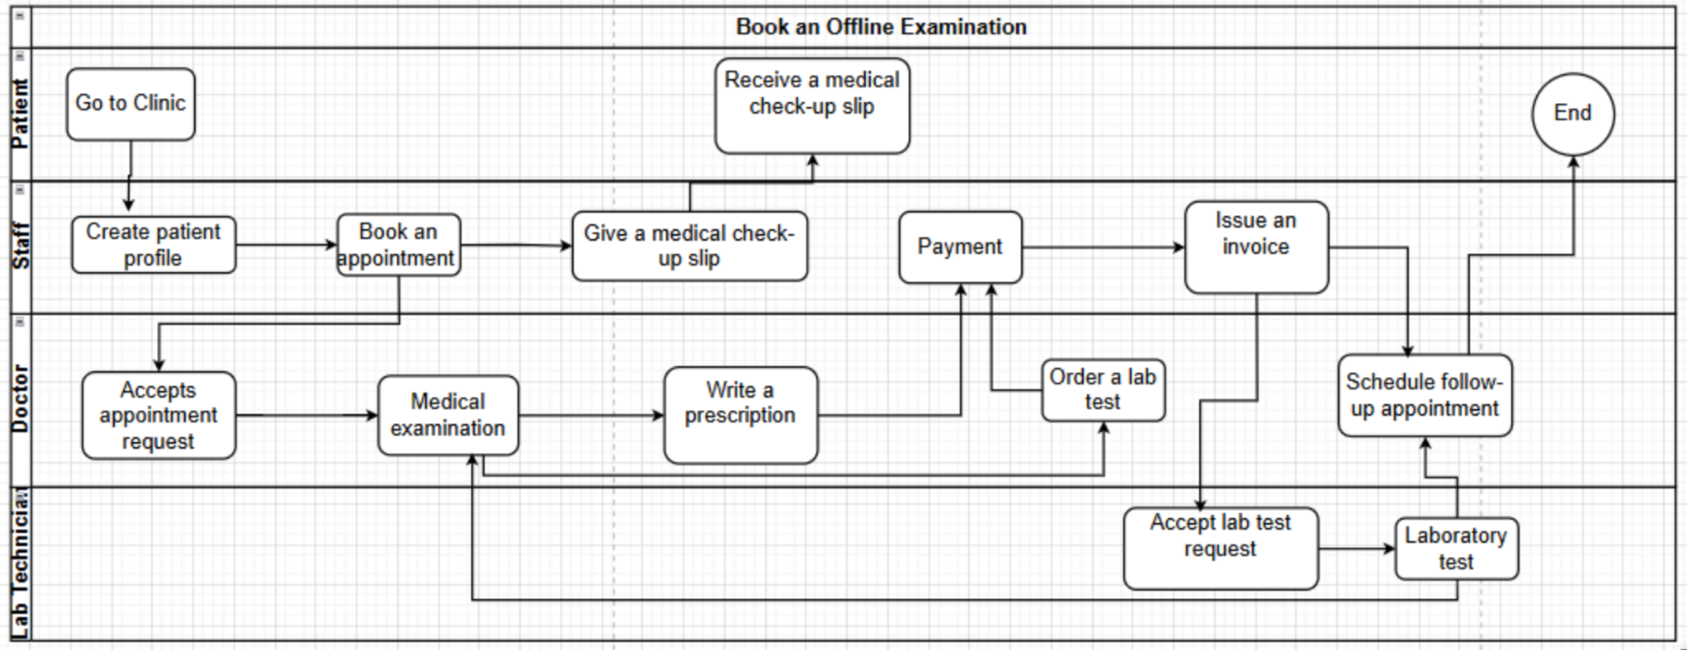 Book an Offline Examination
Patient
Go to Clinic
Receive a medical
check-up slip
End
Staff
Create patient
profile
Book an
appointment
Give a medical check-
up slip
Payment
Issue an
invoice
Doctor
Accepts
appointment
request
Medical
examination
Write a
prescription
Order a lab
test
Schedule follow-
up appointment
Lab Technician
Accept lab test
request
Laboratory
test